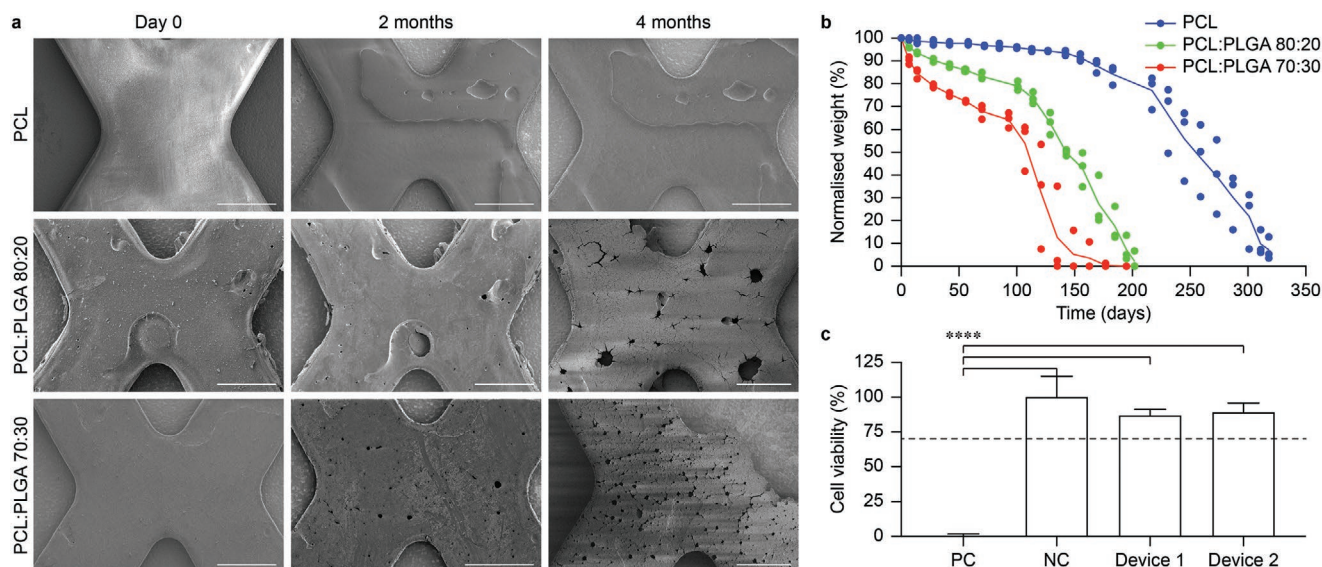 a
Day 0
2 months
4 months
PCL
PCL:PLGA 80:20
PCL:PLGA 70:30
b
PCL
PCL:PLGA 80:20
PCL:PLGA 70:30
Normalised weight (%)
100
90
80
70
60
50
40
30
20
10
0
0
50
100
150
200
250
300
350
Time (days)
c
****
Cell viability (%)
125
100
75
50
25
0
PC
NC
Device 1
Device 2